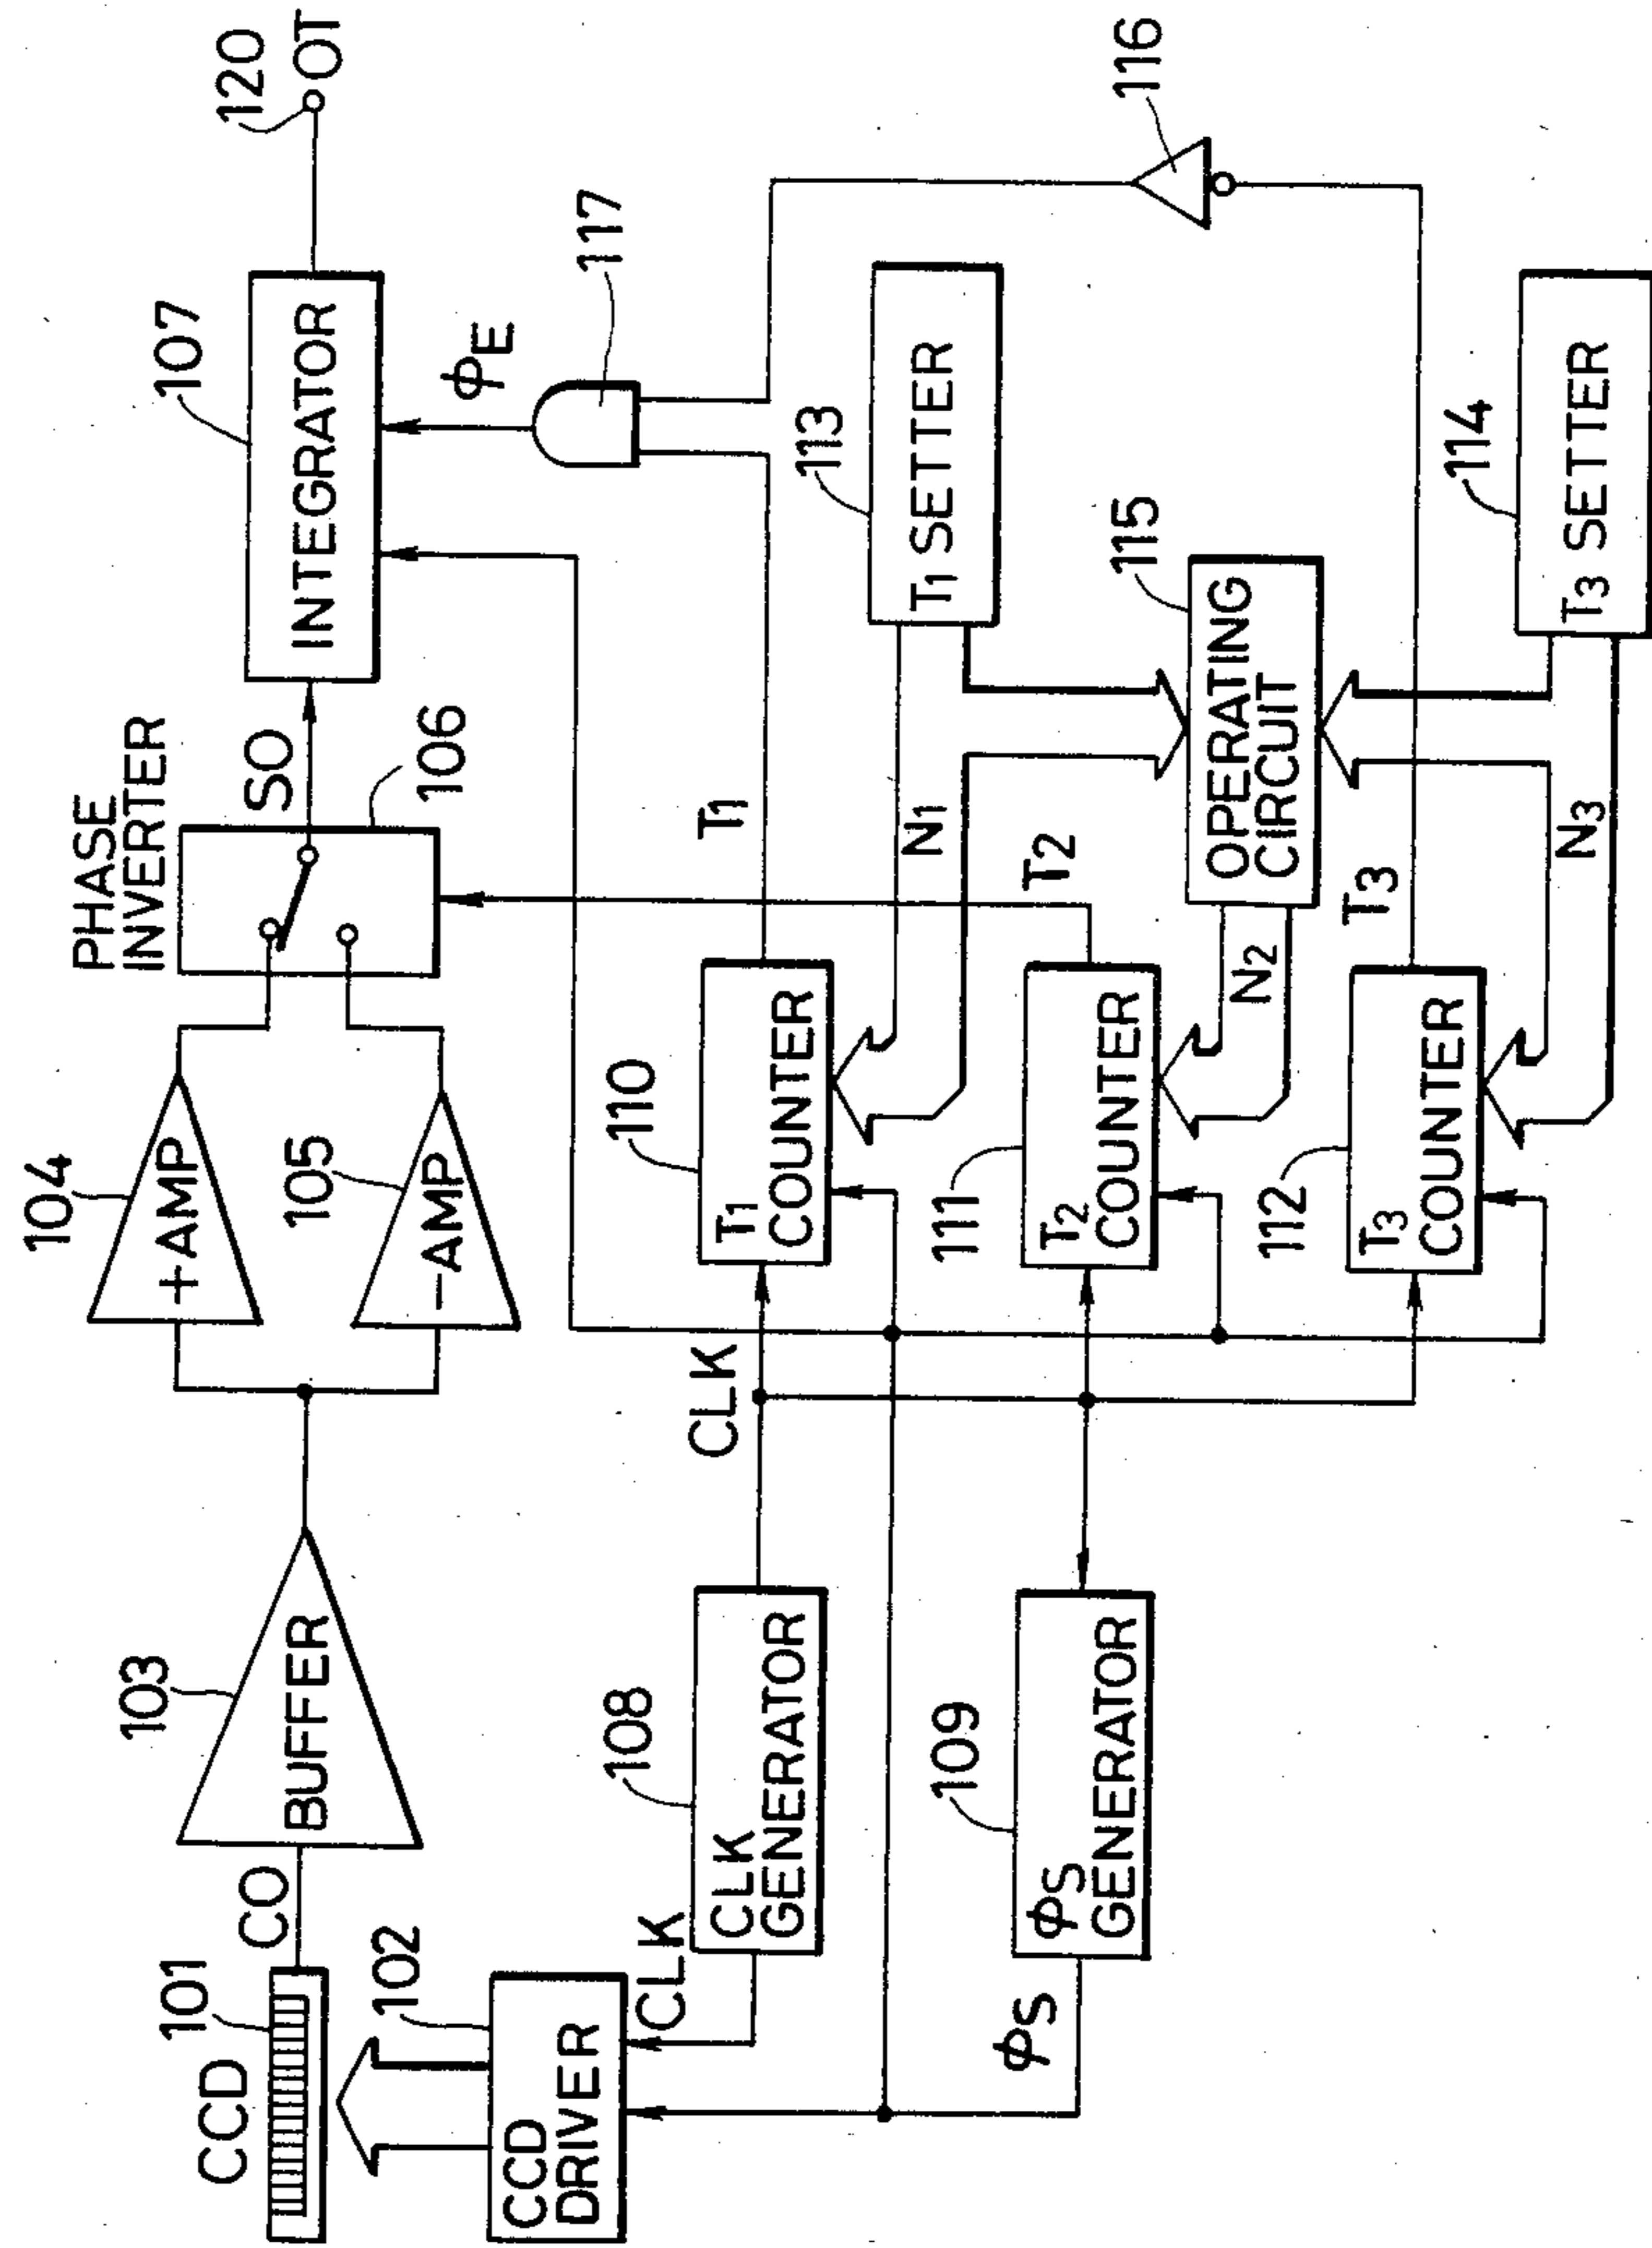 CCD
101
CO
102
CCD
DRIVER
CLK
103
BUFFER
104
+AMP
105
−AMP
PHASE
INVERTER
SO
106
107
INTEGRATOR
120
OT
ϕE
117
108
CLK
GENERATOR
CLK
ϕS
109
ϕS
GENERATOR
110
T1
COUNTER
T1
N1
111
T2
COUNTER
T2
N2
112
T3
COUNTER
T3
N3
113
T1 SETTER
115
OPERATING
CIRCUIT
114
T3 SETTER
116